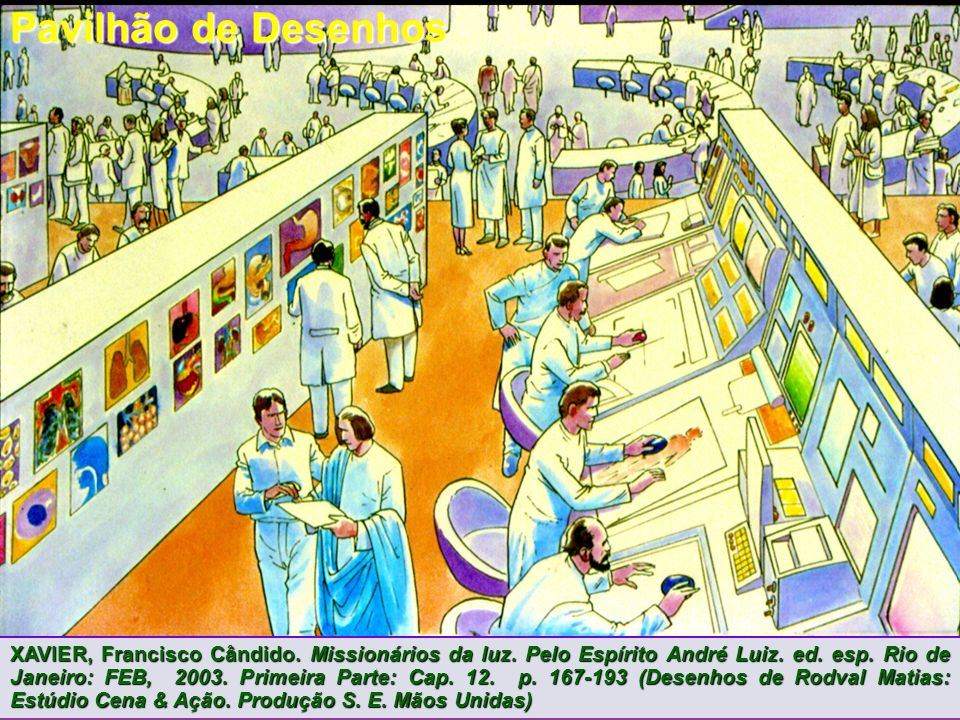 Pavilhão de Desenhos
XAVIER, Francisco Cândido. Missionários da luz. Pelo Espírito André Luiz. ed. esp. Rio de
Janeiro: FEB, 2003. Primeira Parte: Cap. 12. p. 167-193 (Desenhos de Rodval Matias:
Estúdio Cena & Ação. Produção S. E. Mãos Unidas)